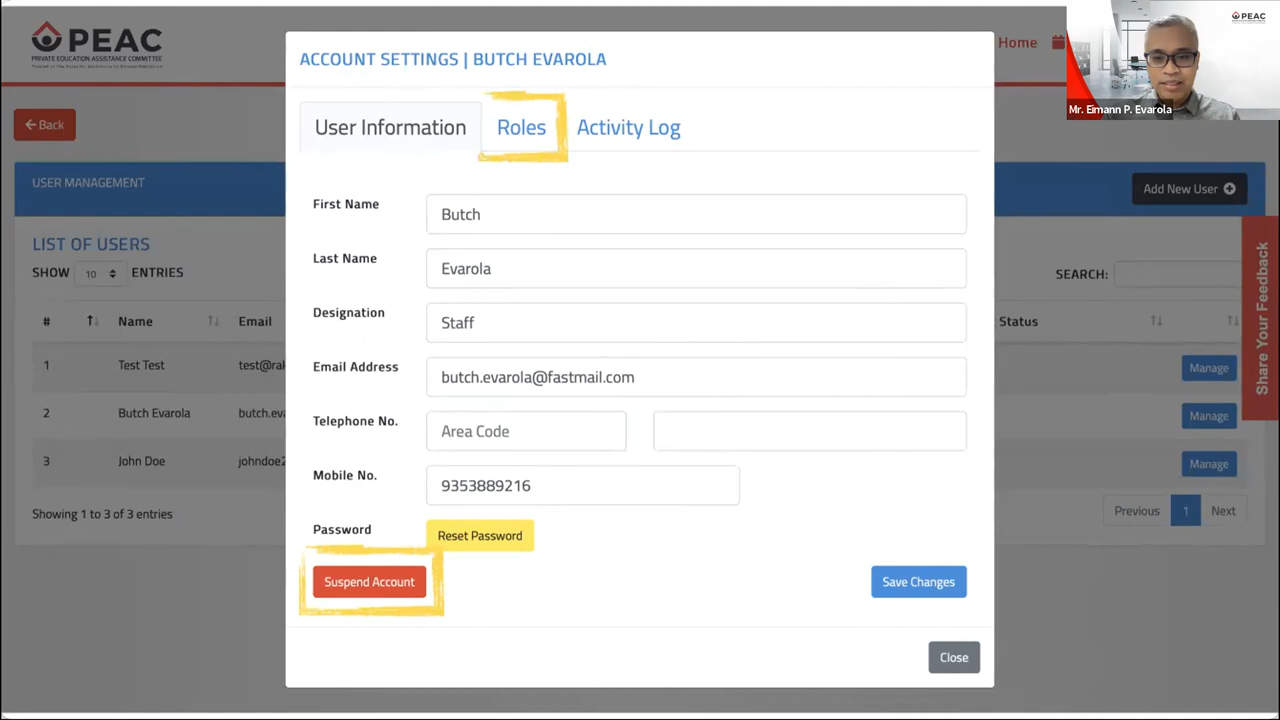 PEAC
PRIVATE EDUCATION ASSISTANCE COMMITTEE
Home
PEAC
Mr. Eimann P. Evarola
Back
ACCOUNT SETTINGS | BUTCH EVAROLA
User Information
Roles
Activity Log
USER MANAGEMENT
Add New User
LIST OF USERS
SHOW 10 ENTRIES
SEARCH:
# Name Email Status
1 Test Test test@ra Manage
2 Butch Evarola butch.eva Manage
3 John Doe johndoe2 Manage
Showing 1 to 3 of 3 entries
Previous 1 Next
First Name Butch
Last Name Evarola
Designation Staff
Email Address butch.evarola@fastmail.com
Telephone No. Area Code
Mobile No. 9353889216
Password Reset Password
Suspend Account
Save Changes
Close
Share Your Feedback